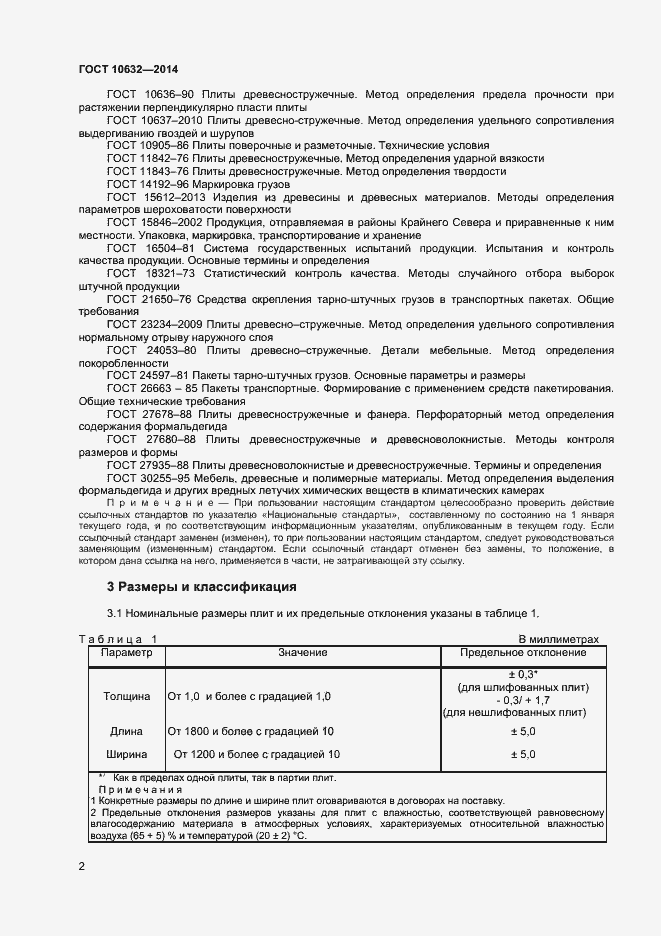 ГОСТ 10632—2014
ГОСТ 10636–90 Плиты древесностружечные. Метод определения предела прочности при
растяжении перпендикулярно пласти плиты
ГОСТ 10637–2010 Плиты древесно-стружечные. Метод определения удельного сопротивления
выдергиванию гвоздей и шурупов
ГОСТ 10905–86 Плиты поверочные и разметочные. Технические условия
ГОСТ 11842–76 Плиты древесностружечные. Метод определения ударной вязкости
ГОСТ 11843–76 Плиты древесностружечные. Метод определения твердости
ГОСТ 14192–96 Маркировка грузов
ГОСТ 15612–2013 Изделия из древесины и древесных материалов. Методы определения
параметров шероховатости поверхности
ГОСТ 15846–2002 Продукция, отправляемая в районы Крайнего Севера и приравненные к ним
местности. Упаковка, маркировка, транспортирование и хранение
ГОСТ 16504–81 Система государственных испытаний продукции. Испытания и контроль
качества продукции. Основные термины и определения
ГОСТ 18321–73 Статистический контроль качества. Методы случайного отбора выборок
штучной продукции
ГОСТ 21650–76 Средства скрепления тарно-штучных грузов в транспортных пакетах. Общие
требования
ГОСТ 23234–2009 Плиты древесно–стружечные. Метод определения удельного сопротивления
нормальному отрыву наружного слоя
ГОСТ 24053–80 Плиты древесно–стружечные. Детали мебельные. Метод определения
покоробленности
ГОСТ 24597–81 Пакеты тарно-штучных грузов. Основные параметры и размеры
ГОСТ 26663 – 85 Пакеты транспортные. Формирование с применением средств пакетирования.
Общие технические требования
ГОСТ 27678–88 Плиты древесностружечные и фанера. Перфораторный метод определения
содержания формальдегида
ГОСТ 27680–88 Плиты древесностружечные и древесноволокнистые. Методы контроля
размеров и формы
ГОСТ 27935–88 Плиты древесноволокнистые и древесностружечные. Термины и определения
ГОСТ 30255–95 Мебель, древесные и полимерные материалы. Метод определения выделения
формальдегида и других вредных летучих химических веществ в климатических камерах
Примечание — При пользовании настоящим стандартом целесообразно проверить действие
ссылочных стандартов по указателю «Национальные стандарты», составленному по состоянию на 1 января
текущего года, и по соответствующим информационным указателям, опубликованным в текущем году. Если
ссылочный стандарт заменен (изменен), то при пользовании настоящим стандартом, следует руководствоваться
заменяющим (измененным) стандартом. Если ссылочный стандарт отменен без замены, то положение, в
котором дана ссылка на него, применяется в части, не затрагивающей эту ссылку.
3 Размеры и классификация
3.1 Номинальные размеры плит и их предельные отклонения указаны в таблице 1.
Таблица 1 В миллиметрах
Параметр Значение Предельное отклонение
Толщина От 1,0 и более с градацией 1,0 ± 0,3*
(для шлифованных плит)
- 0,3/ + 1,7
(для нешлифованных плит)
Длина От 1800 и более с градацией 10 ± 5,0
Ширина От 1200 и более с градацией 10 ± 5,0
*⁾ Как в пределах одной плиты, так в партии плит.
Примечания
1 Конкретные размеры по длине и ширине плит оговариваются в договорах на поставку.
2 Предельные отклонения размеров указаны для плит с влажностью, соответствующей равновесному
влагосодержанию материала в атмосферных условиях, характеризуемых относительной влажностью
воздуха (65 + 5) % и температурой (20 ± 2) °С.
2